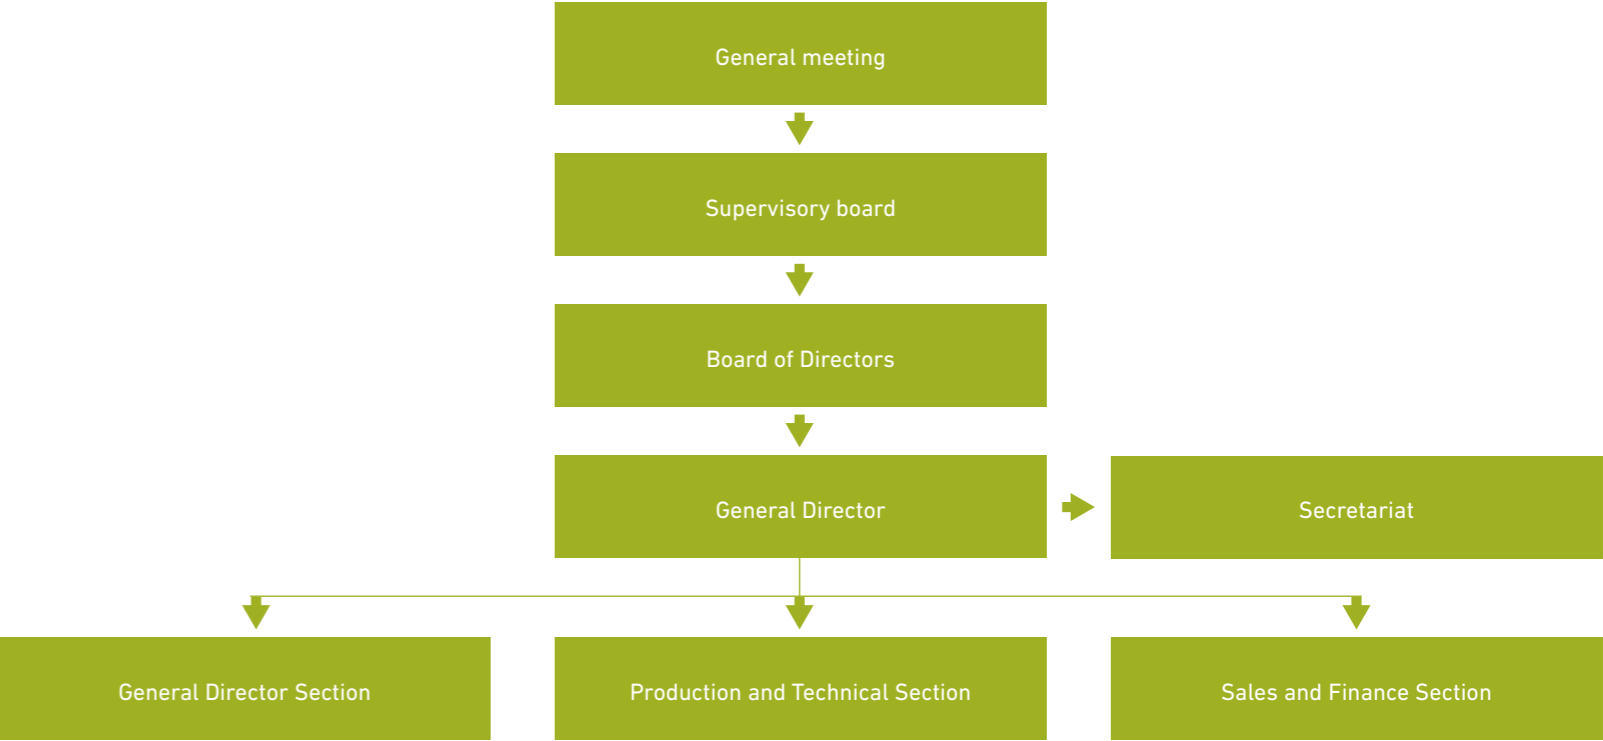 General meeting
Supervisory board
Board of Directors
General Director
Secretariat
General Director Section
Production and Technical Section
Sales and Finance Section